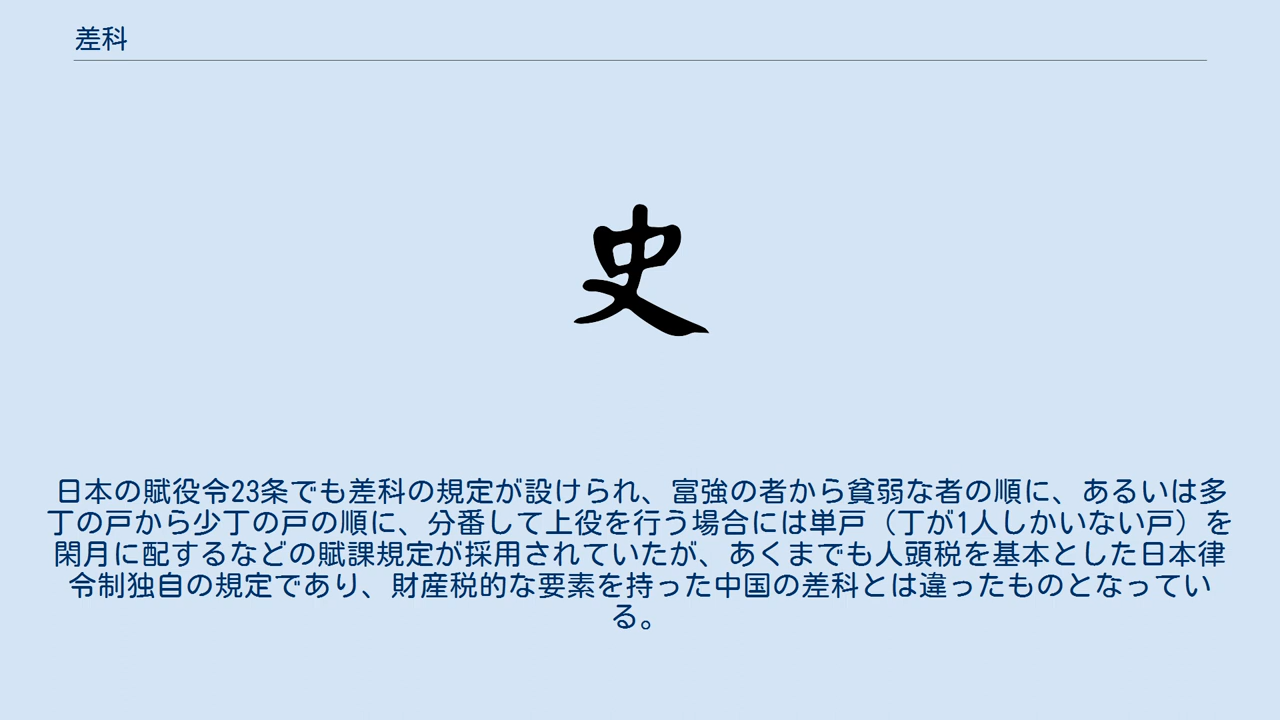 差科
史
日本の賦役令23条でも差科の規定が設けられ、富強の者から貧弱な者の順に、あるいは多
丁の戸から少丁の戸の順に、分番して上役を行う場合には単戸（丁が1人しかいない戸）を
閑月に配するなどの賦課規定が採用されていたが、あくまでも人頭税を基本とした日本律
令制独自の規定であり、財産税的な要素を持った中国の差科とは違ったものとなってい
る。